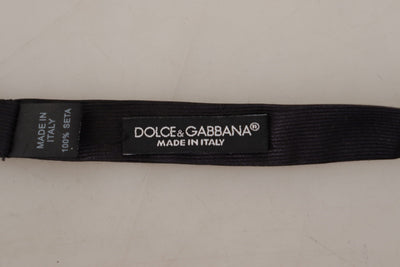 MADE IN
ITALY
100% SETA
DOLCE & GABBANA®
MADE IN ITALY